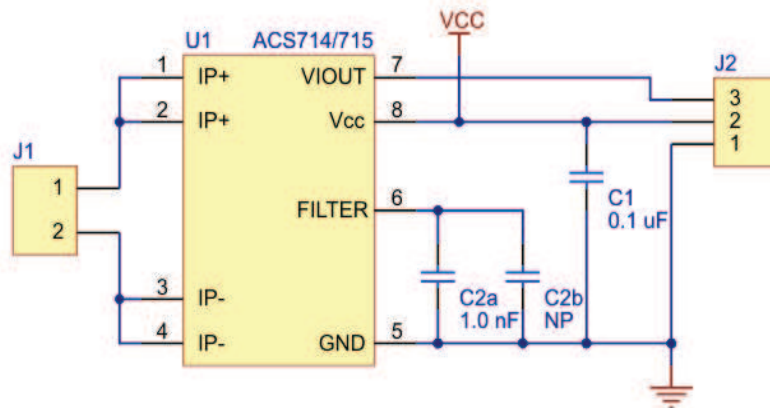 VCC
U1 ACS714/715
1 IP+ VIOUT 7
J2
3
2 IP+ Vcc 8
2
1
J1
1
2
FILTER 6
C1
0.1 uF
3 IP-
C2a
1.0 nF
C2b
NP
4 IP- GND 5